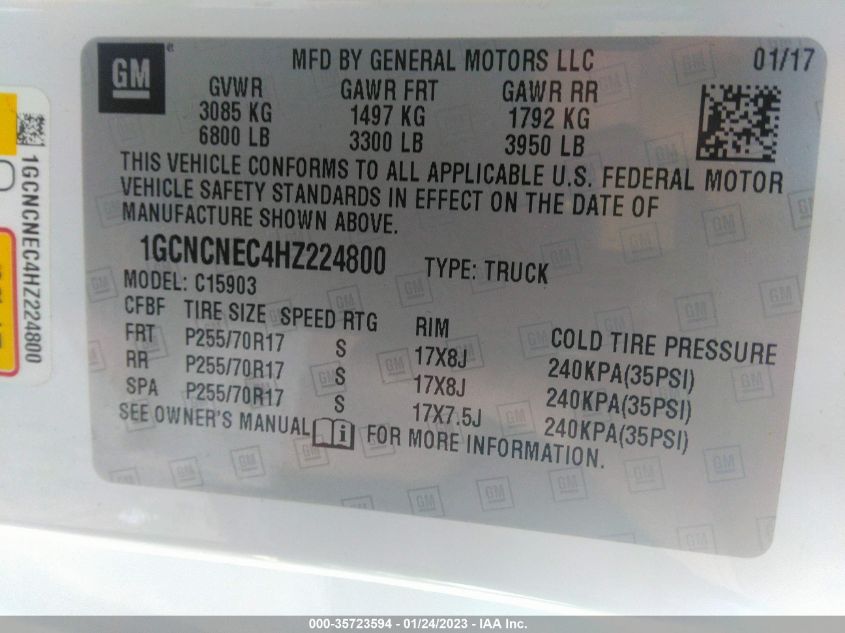 GM
MFD BY GENERAL MOTORS LLC 01/17
GVWR GAWR FRT GAWR RR
3085 KG 1497 KG 1792 KG
6800 LB 3300 LB 3950 LB
THIS VEHICLE CONFORMS TO ALL APPLICABLE U.S. FEDERAL MOTOR
VEHICLE SAFETY STANDARDS IN EFFECT ON THE DATE OF
MANUFACTURE SHOWN ABOVE.
1GCNCNEC4HZ224800 TYPE: TRUCK
MODEL: C15903
CFBF TIRE SIZE SPEED RTG RIM COLD TIRE PRESSURE
FRT P255/70R17 S 17X8J 240KPA(35PSI)
RR P255/70R17 S 17X8J 240KPA(35PSI)
SPA P255/70R17 S 17X7.5J 240KPA(35PSI)
SEE OWNER'S MANUAL FOR MORE INFORMATION.
1GCNCNEC4HZ224800
000-35723594 - 01/24/2023 - IAA Inc.